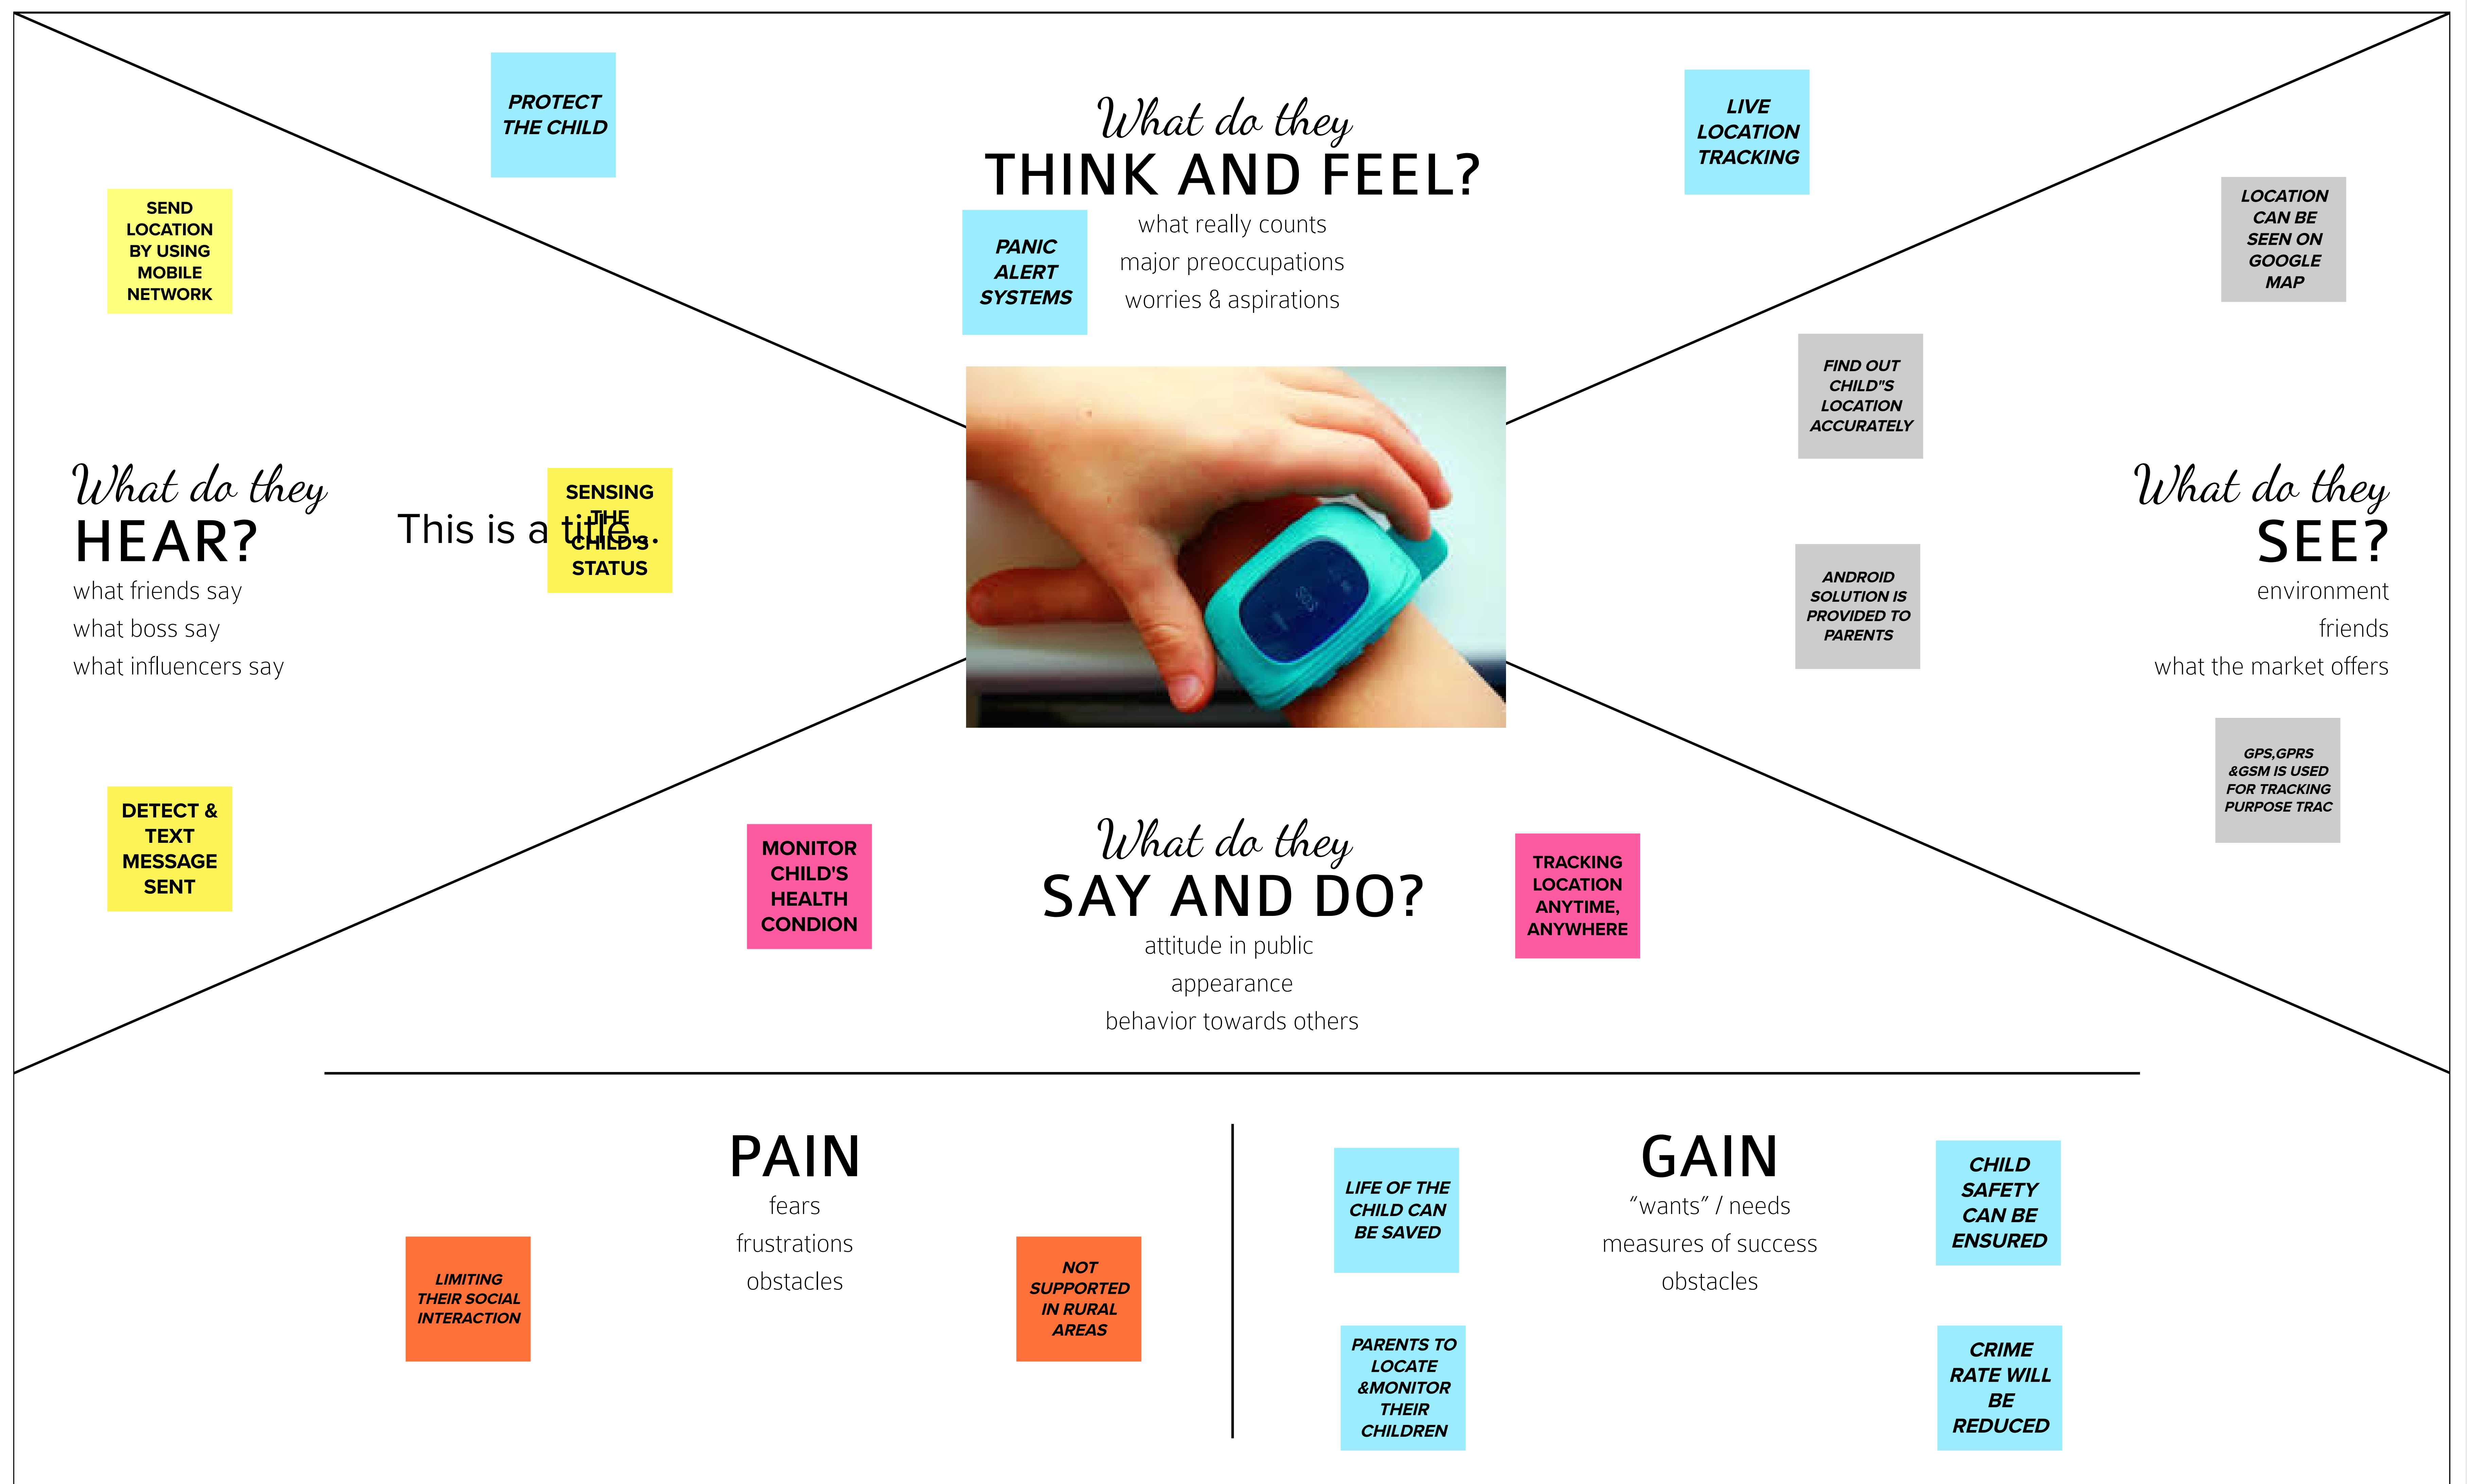 PROTECT
THE CHILD
What do they
THINK AND FEEL?
what really counts
major preoccupations
worries & aspirations
PANIC
ALERT
SYSTEMS
LIVE
LOCATION
TRACKING
SEND
LOCATION
BY USING
MOBILE
NETWORK
What do they
HEAR?
what friends say
what boss say
what influencers say
This is a title...
SENSING
THE
CHILD'S
STATUS
DETECT &
TEXT
MESSAGE
SENT
SOS
LOCATION
CAN BE
SEEN ON
GOOGLE
MAP
FIND OUT
CHILD"S
LOCATION
ACCURATELY
ANDROID
SOLUTION IS
PROVIDED TO
PARENTS
What do they
SEE?
environment
friends
what the market offers
GPS,GPRS
&GSM IS USED
FOR TRACKING
PURPOSE TRAC
MONITOR
CHILD'S
HEALTH
CONDION
What do they
SAY AND DO?
attitude in public
appearance
behavior towards others
TRACKING
LOCATION
ANYTIME,
ANYWHERE
PAIN
fears
frustrations
obstacles
LIMITING
THEIR SOCIAL
INTERACTION
NOT
SUPPORTED
IN RURAL
AREAS
GAIN
“wants” / needs
measures of success
obstacles
LIFE OF THE
CHILD CAN
BE SAVED
CHILD
SAFETY
CAN BE
ENSURED
PARENTS TO
LOCATE
&MONITOR
THEIR
CHILDREN
CRIME
RATE WILL
BE
REDUCED